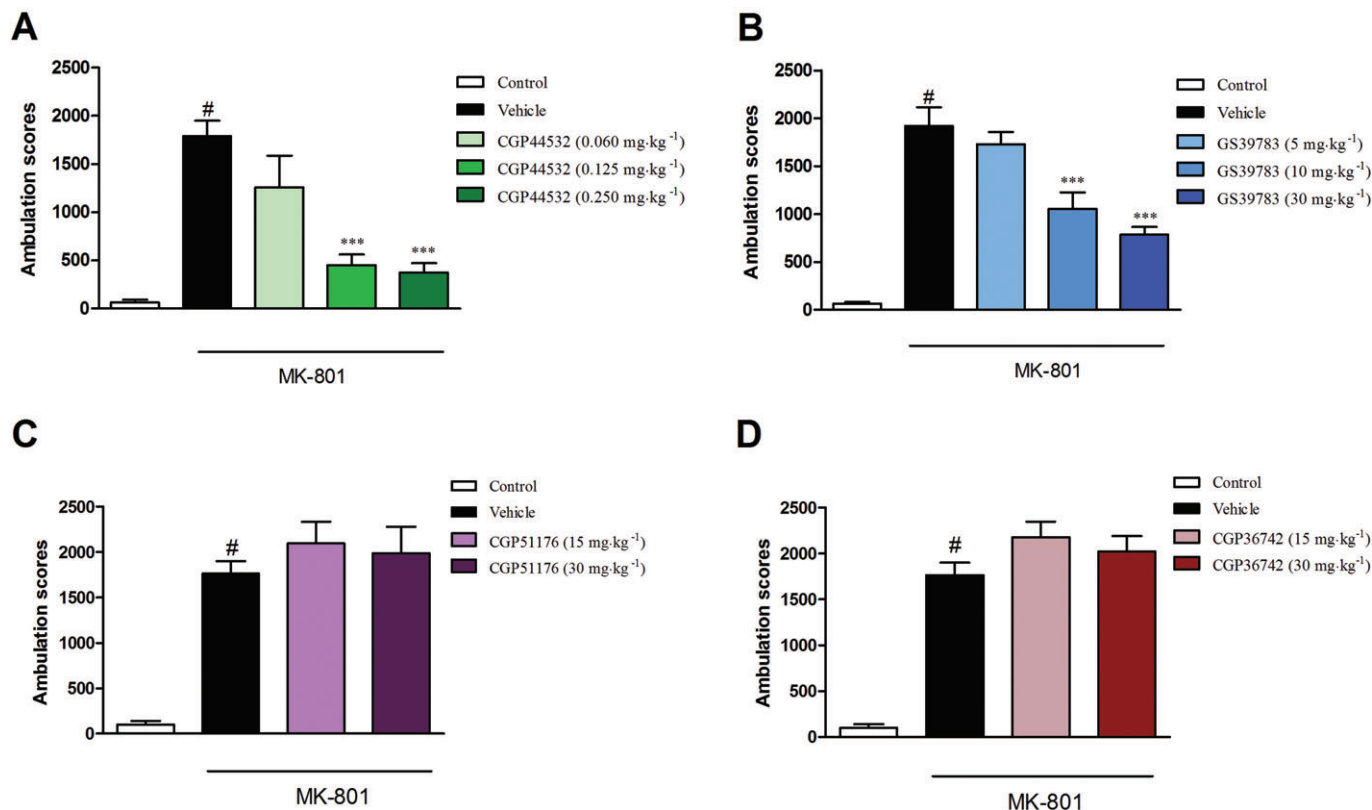 A
Ambulation scores
2500
2000
1500
1000
500
0
#
***
***
MK-801
Control
Vehicle
CGP44532 (0.060 mg·kg⁻¹)
CGP44532 (0.125 mg·kg⁻¹)
CGP44532 (0.250 mg·kg⁻¹)
B
Ambulation scores
2500
2000
1500
1000
500
0
#
***
***
MK-801
Control
Vehicle
GS39783 (5 mg·kg⁻¹)
GS39783 (10 mg·kg⁻¹)
GS39783 (30 mg·kg⁻¹)
C
Ambulation scores
2500
2000
1500
1000
500
0
#
MK-801
Control
Vehicle
CGP51176 (15 mg·kg⁻¹)
CGP51176 (30 mg·kg⁻¹)
D
Ambulation scores
2500
2000
1500
1000
500
0
#
MK-801
Control
Vehicle
CGP36742 (15 mg·kg⁻¹)
CGP36742 (30 mg·kg⁻¹)